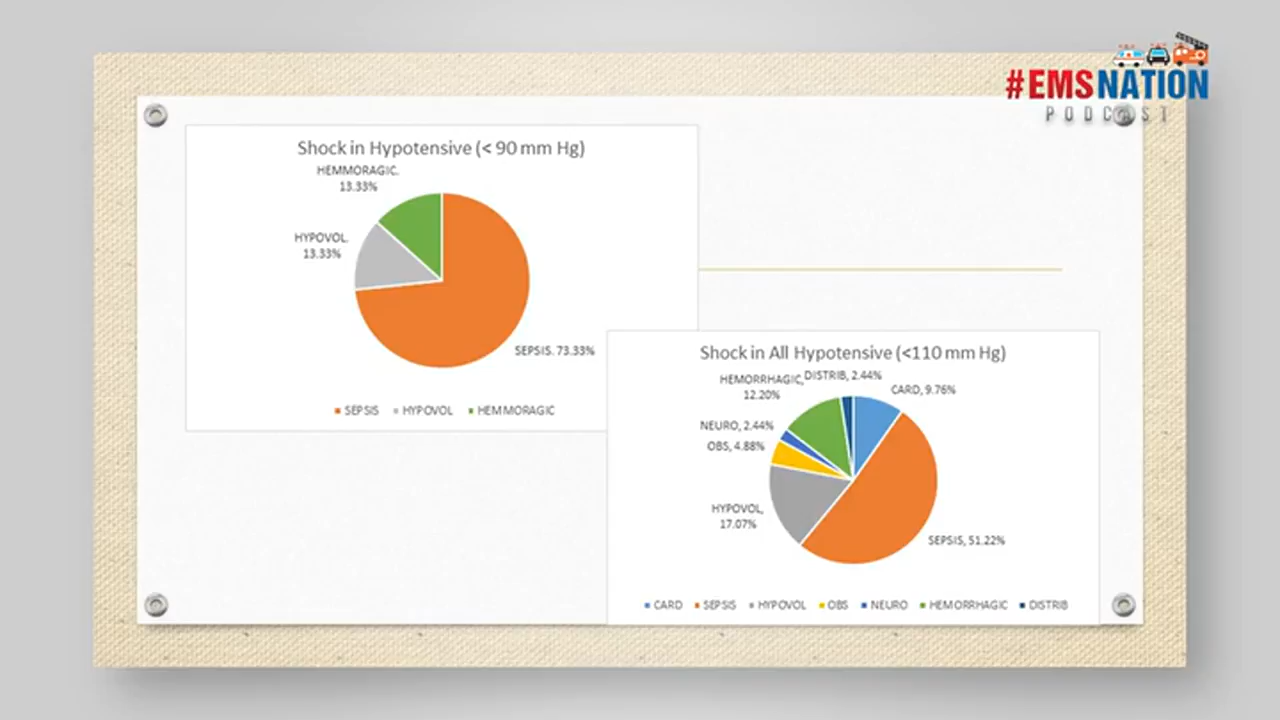 #EMSNATION
PODCAST
Shock in Hypotensive (< 90 mm Hg)
HEMMORAGIC.
13.33%
HYPOVOL.
13.33%
SEPSIS. 73.33%
SEPSIS HYPOVOL HEMMORAGIC
Shock in All Hypotensive (<110 mm Hg)
HEMORRHAGIC,
12.20%
DISTRIB, 2.44%
CARD, 9.76%
NEURO, 2.44%
OBS, 4.88%
HYPOVOL,
17.07%
SEPSIS, 51.22%
CARD SEPSIS HYPOVOL OBS NEURO HEMORRHAGIC DISTRIB